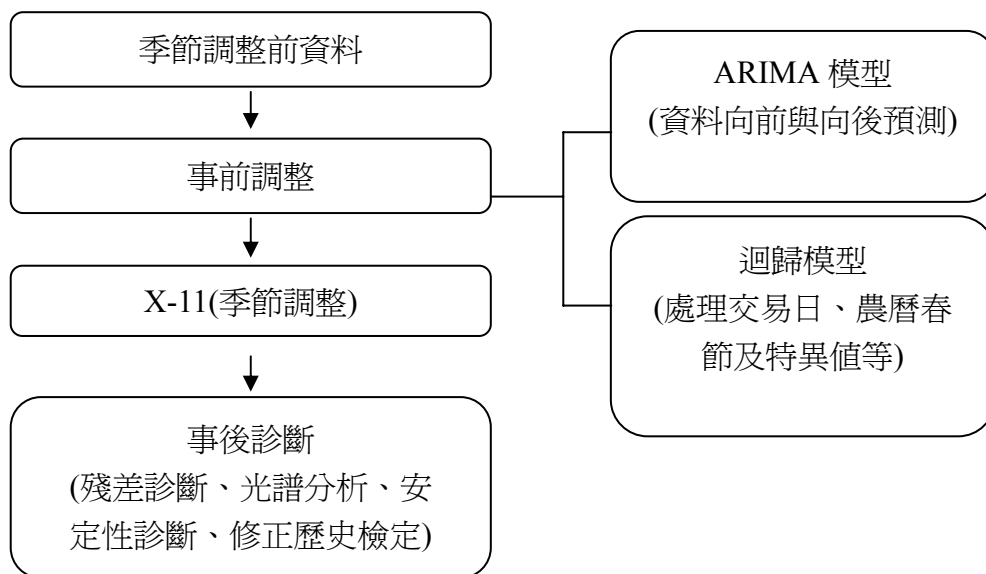 季節調整前資料
事前調整
X-11(季節調整)
事後診斷
(殘差診斷、光譜分析、安
定性診斷、修正歷史檢定)
ARIMA 模型
(資料向前與向後預測)
迴歸模型
(處理交易日、農曆春
節及特異值等)